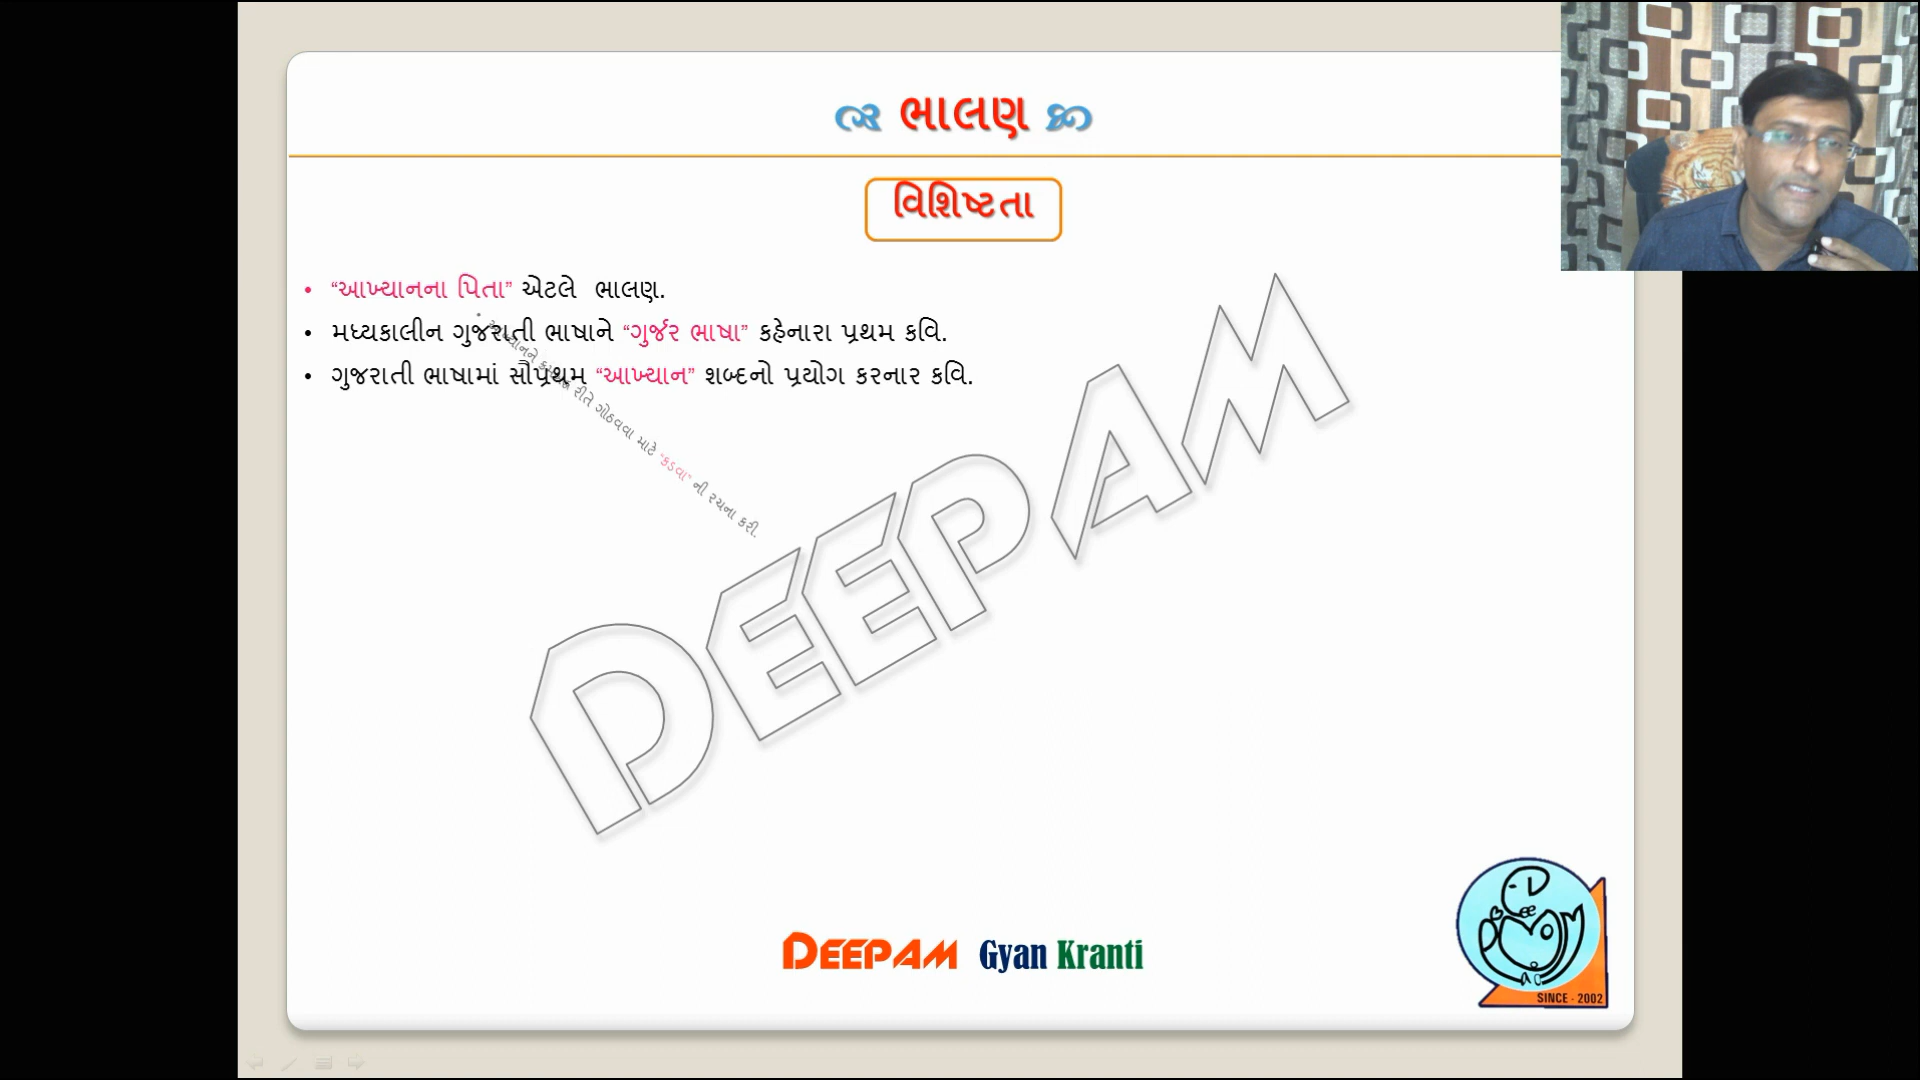 ભાલણ
વિશિષ્ટતા
• “આખ્યાનના પિતા” એટલે ભાલણ.
• મધ્યકાલીન ગુજરાતી ભાષાને “ગુર્જર ભાષા” કહેનારા પ્રથમ કવિ.
• ગુજરાતી ભાષામાં સૌપ્રથમ “આખ્યાન” શબ્દનો પ્રયોગ કરનાર કવિ.
રીતે ગોઠવવા માટે “કડવા” ની રચના કરી.
DEEPAM
DEEPAM Gyan Kranti
SINCE - 2002